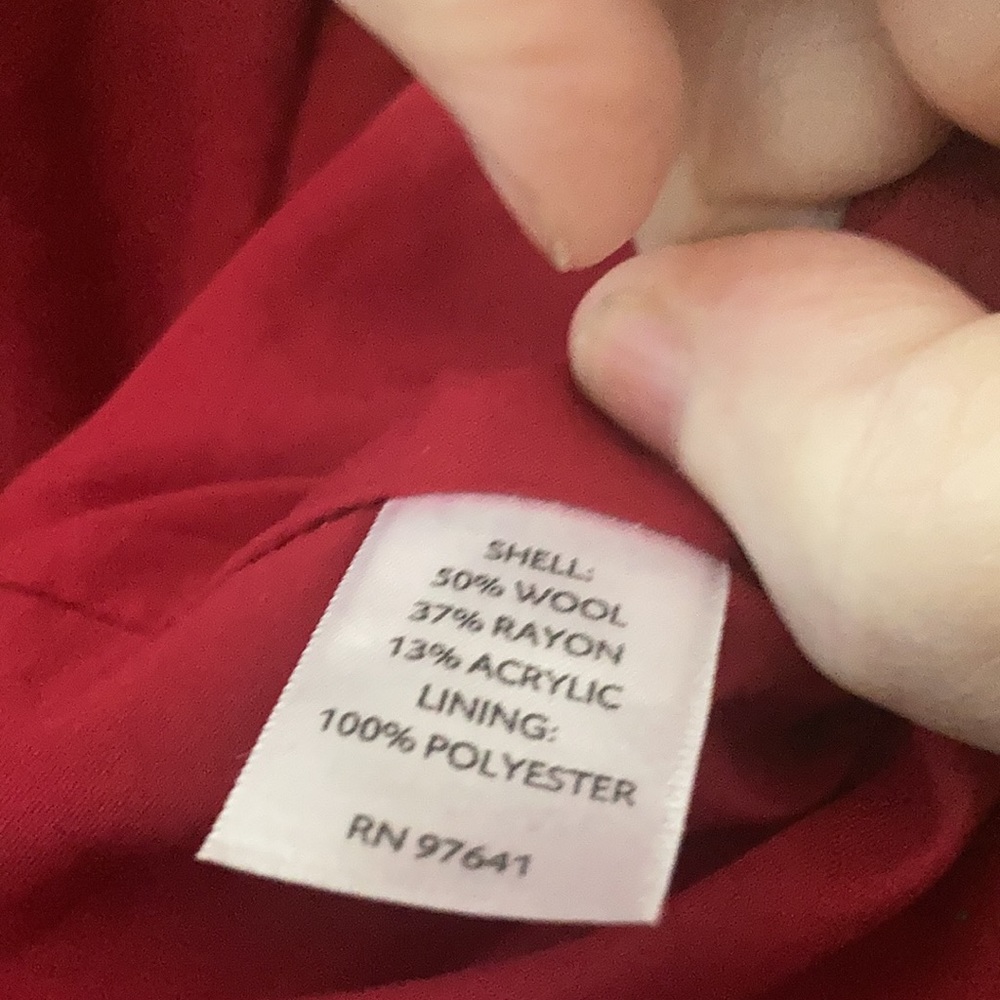 SHELL:
50% WOOL
37% RAYON
13% ACRYLIC
LINING:
100% POLYESTER
RN 97641